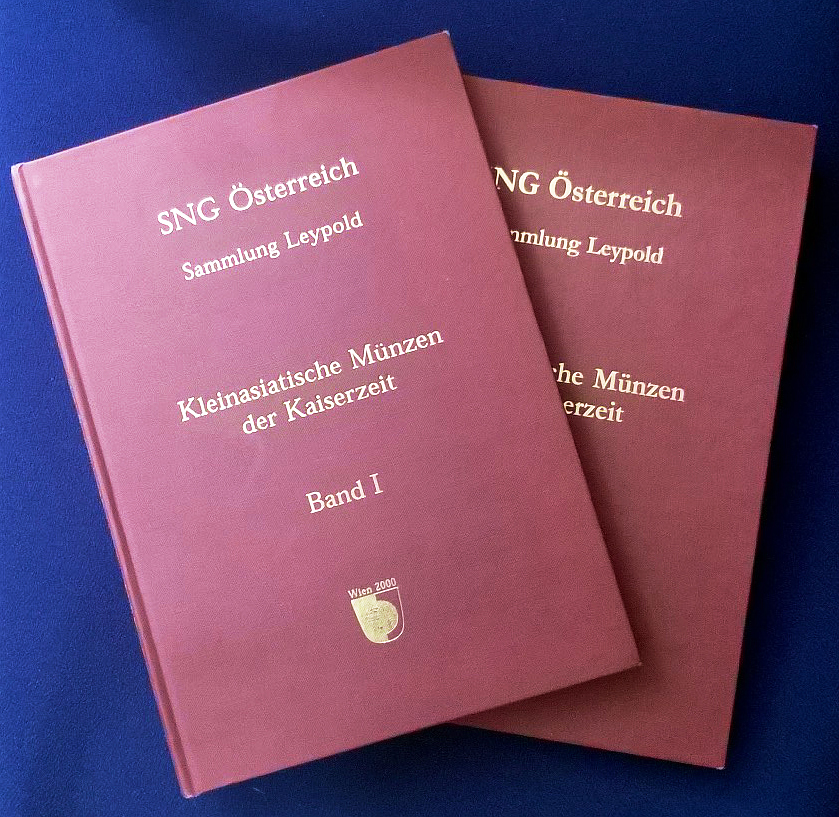 SNG Österreich
Sammlung Leypold
Kleinasiatische Münzen
der Kaiserzeit
Band I
Wien 2000
NG Österreich
mmlung Leypold
che Münzen
erzeit